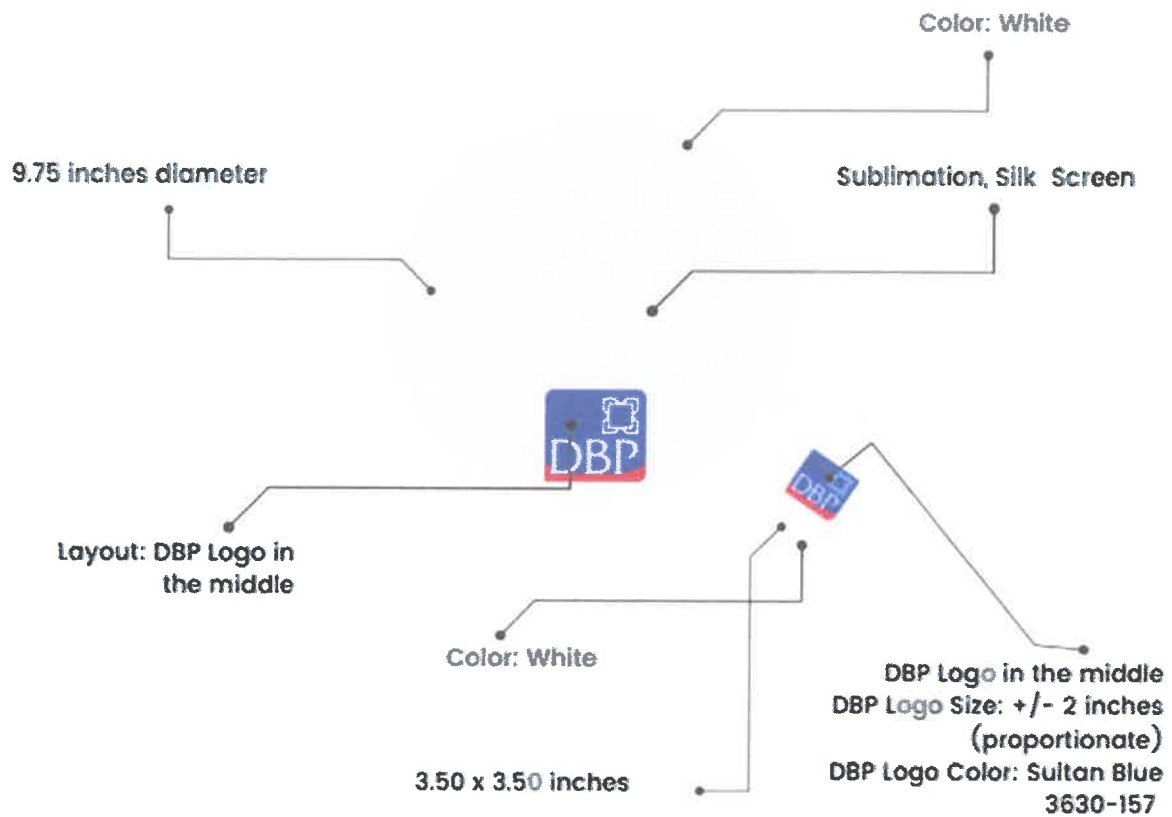 Color: White
9.75 inches diameter
Sublimation, Silk Screen
DBP
DBP
Layout: DBP Logo in
the middle
Color: White
DBP Logo in the middle
DBP Logo Size: +/- 2 inches
(proportionate)
DBP Logo Color: Sultan Blue
3630-157
3.50 x 3.50 inches